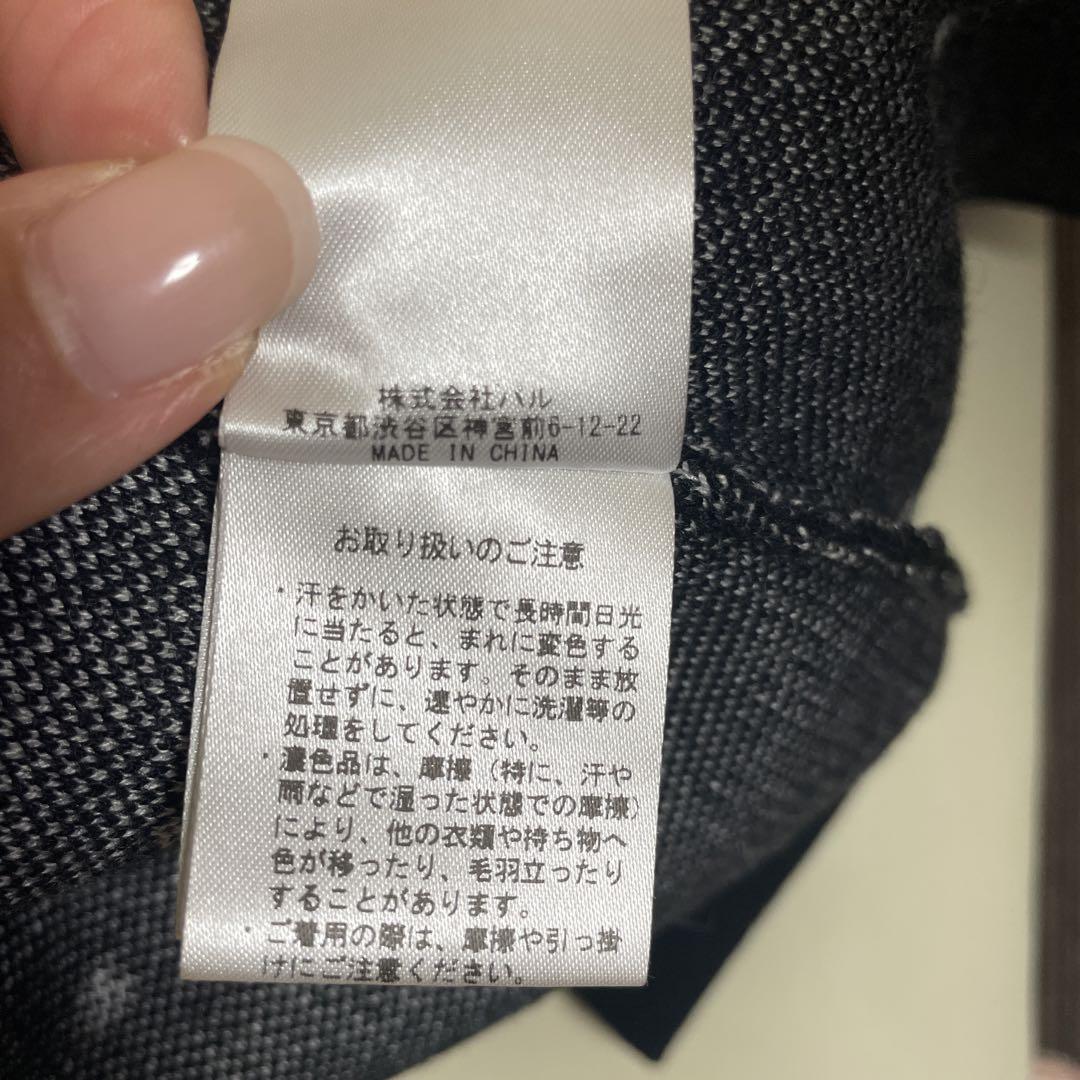 株式会社パル
東京都渋谷区神宮前6-12-22
MADE IN CHINA
お取り扱いのご注意
・汗をかいた状態で長時間日光
に当たると、まれに変色する
ことがあります。そのまま放
置せずに、速やかに洗濯等の
処理をしてください。
・濃色品は、摩擦(特に、汗や
雨などで湿った状態での摩擦)
により、他の衣類や持ち物へ
色が移ったり、毛羽立ったり
することがあります。
・ご着用の際は、摩擦や引っ掛
けにご注意ください。